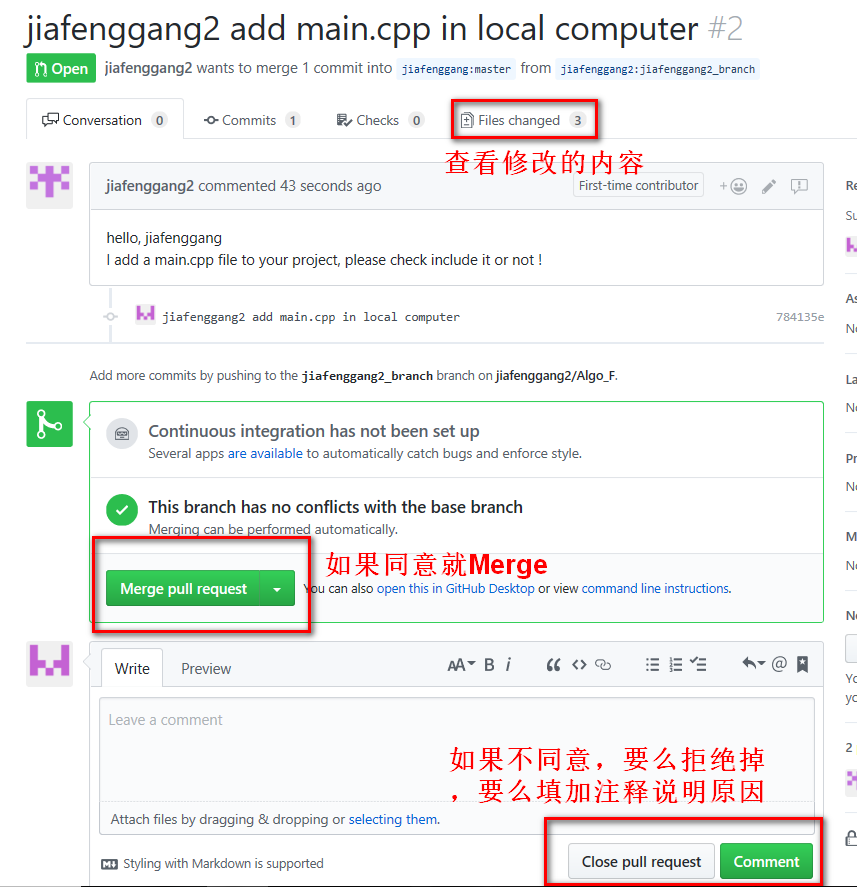 jiafenggang2 add main.cpp in local computer #2
Open jiafenggang2 wants to merge 1 commit into jiafenggang:master from jiafenggang2:jiafenggang2_branch
Conversation 0 Commits 1 Checks 0 Files changed 3
查看修改的内容
jiafenggang2 commented 43 seconds ago First-time contributor
hello, jiafenggang
I add a main.cpp file to your project, please check include it or not !
jiafenggang2 add main.cpp in local computer 784135e
Add more commits by pushing to the jiafenggang2_branch branch on jiafenggang2/Algo_F.
Continuous integration has not been set up
Several apps are available to automatically catch bugs and enforce style.
This branch has no conflicts with the base branch
Merging can be performed automatically.
如果同意就Merge
Merge pull request You can also open this in GitHub Desktop or view command line instructions.
Write Preview AA B i
Leave a comment
如果不同意，要么拒绝掉
，要么填加注释说明原因
Attach files by dragging & dropping or selecting them.
Styling with Markdown is supported
Close pull request Comment